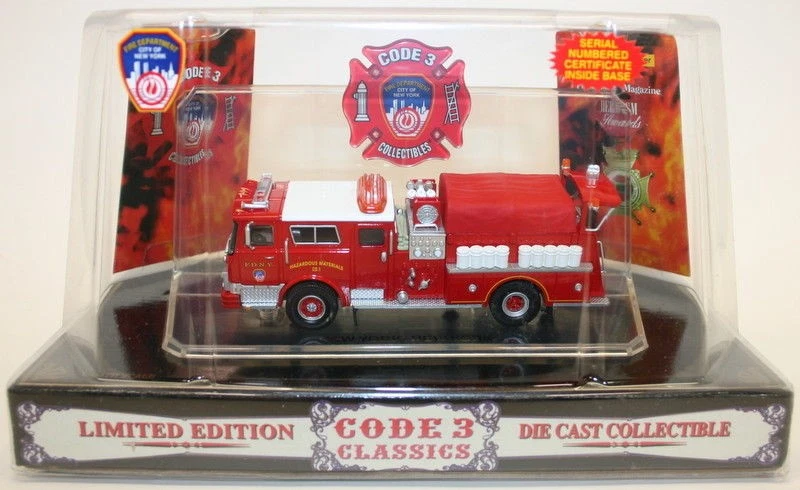 FIRE DEPARTMENT
CITY OF
NEW YORK
CODE 3
FIRE DEPARTMENT
CITY OF
NEW YORK
COLLECTIBLES
SERIAL
NUMBERED
CERTIFICATE
INSIDE BASE
Magazine
Awards
CODE 3
COLLECTIBLES
F.D.N.Y.
HAZARDOUS MATERIALS
CO.1
LIMITED EDITION
CODE 3
CLASSICS
DIE CAST COLLECTIBLE